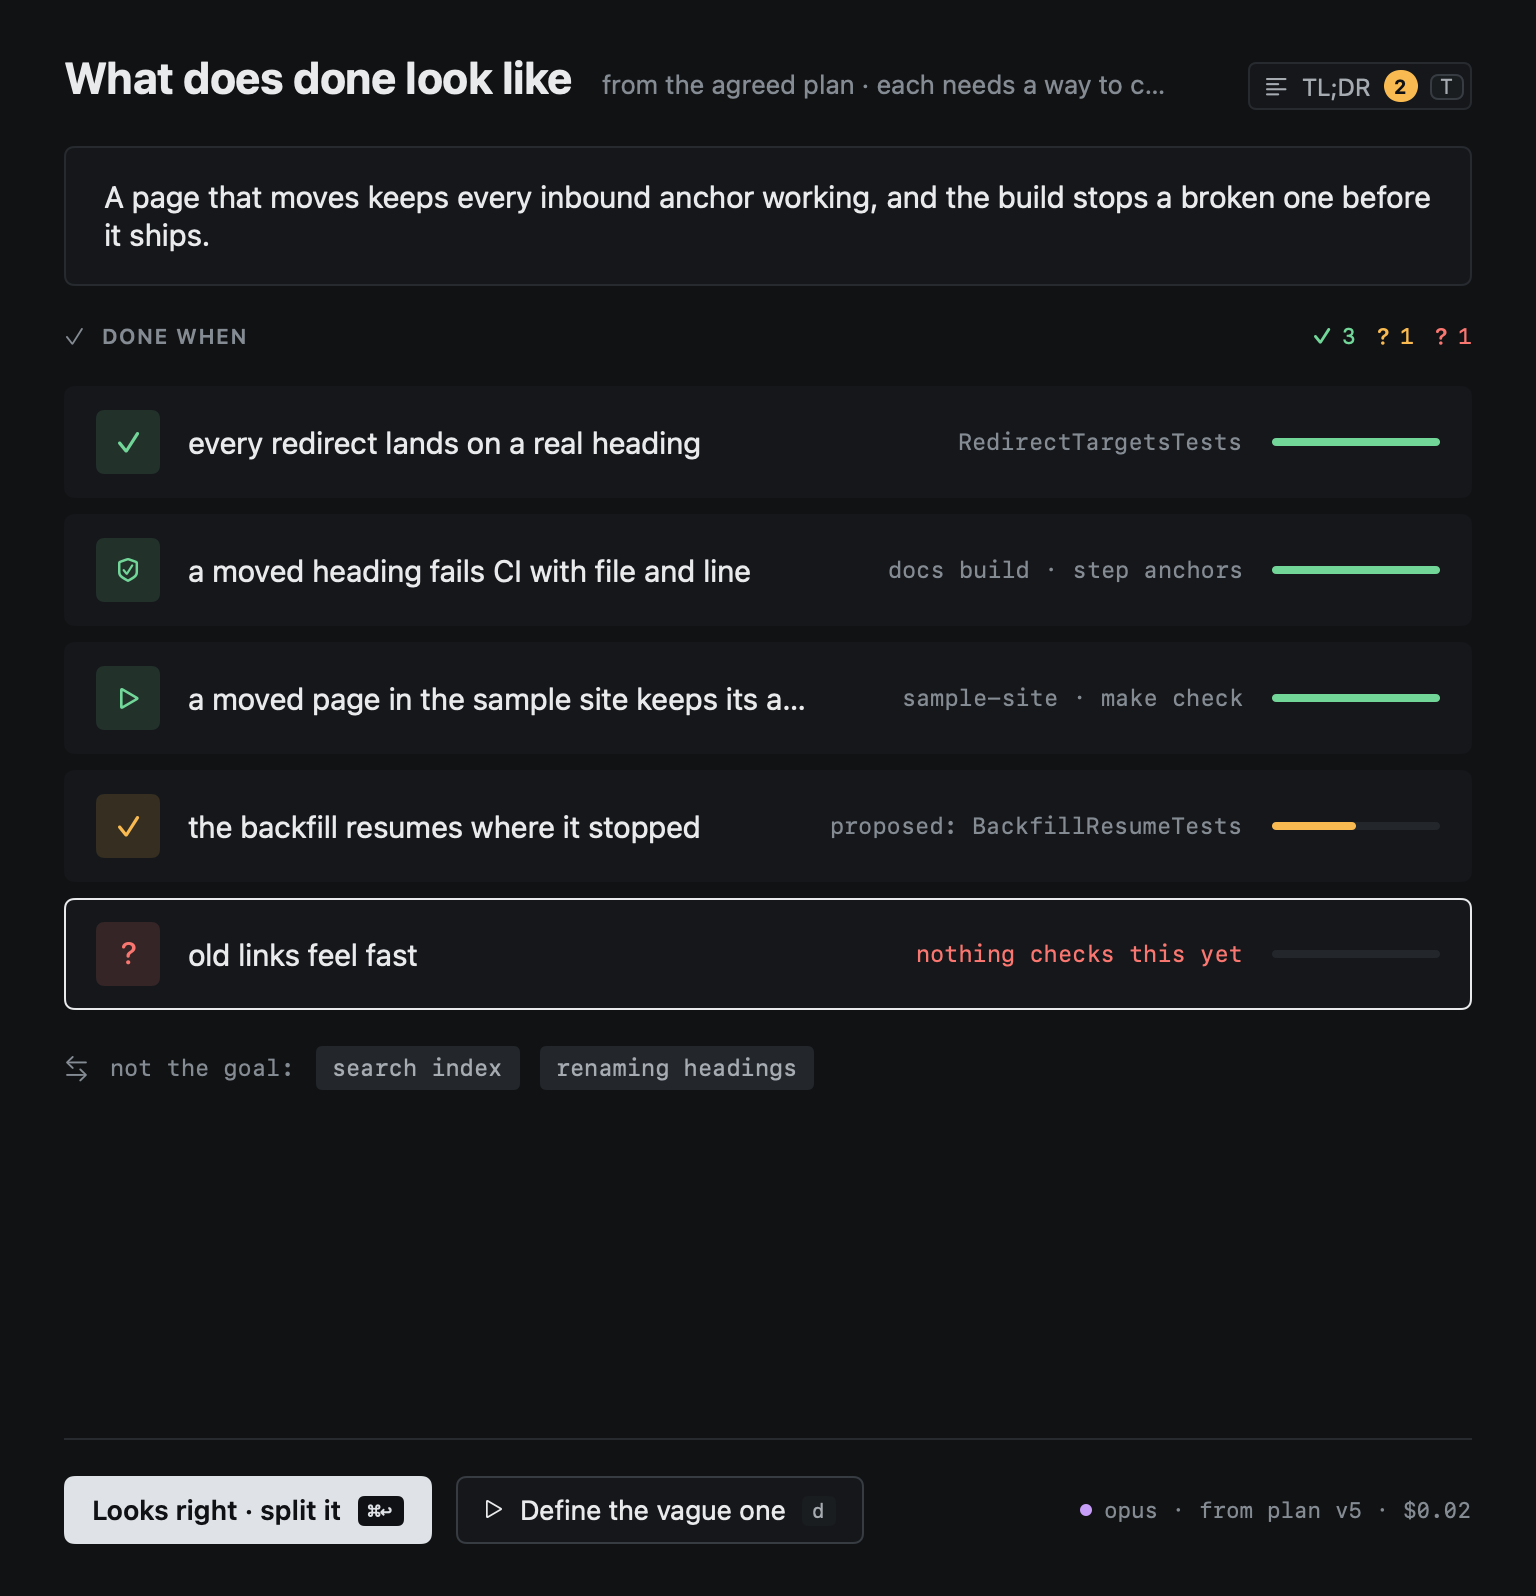 What does done look like from the agreed plan · each needs a way to c… TL;DR 2 T
A page that moves keeps every inbound anchor working, and the build stops a broken one before
it ships.
✓ DONE WHEN ✓ 3 ? 1 ? 1
every redirect lands on a real heading RedirectTargetsTests
a moved heading fails CI with file and line docs build · step anchors
a moved page in the sample site keeps its a… sample-site · make check
the backfill resumes where it stopped proposed: BackfillResumeTests
? old links feel fast nothing checks this yet
not the goal: search index renaming headings
Looks right · split it ⌘↩ Define the vague one d opus · from plan v5 · $0.02